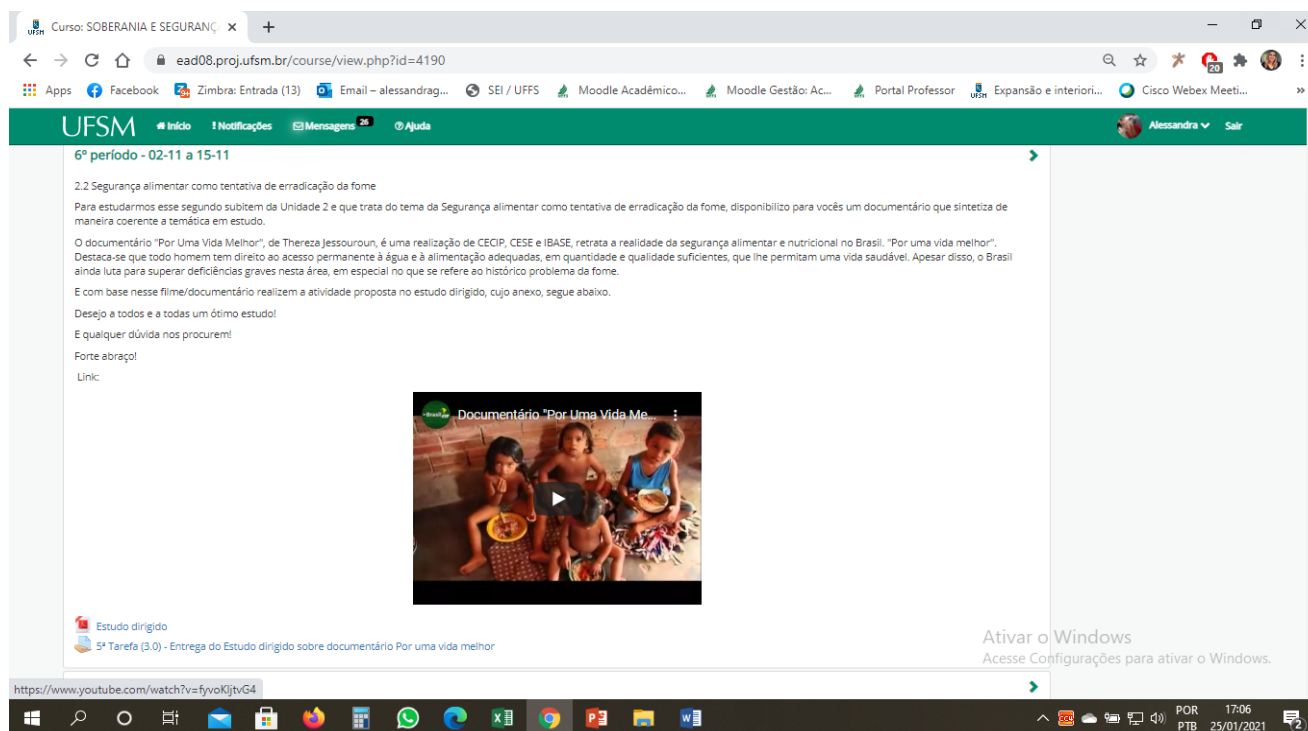 UFSM
Curso: SOBERANIA E SEGURANÇ
ead08.proj.ufsm.br/course/view.php?id=4190
20
Apps Facebook Zimbra: Entrada (13) Email – alessandrag... SEI / UFFS Moodle Acadêmico... Moodle Gestão: Ac... Portal Professor Expansão e interiori... Cisco Webex Meeti... »
UFSM Início Notificações Mensagens 26 Ajuda Alessandra Sair
6º período - 02-11 a 15-11
2.2 Segurança alimentar como tentativa de erradicação da fome
Para estudarmos esse segundo subitem da Unidade 2 e que trata do tema da Segurança alimentar como tentativa de erradicação da fome, disponibilizo para vocês um documentário que sintetiza de
maneira coerente a temática em estudo.
O documentário "Por Uma Vida Melhor", de Thereza Jessouroun, é uma realização de CECIP, CESE e IBASE, retrata a realidade da segurança alimentar e nutricional no Brasil. "Por uma vida melhor".
Destaca-se que todo homem tem direito ao acesso permanente à água e à alimentação adequadas, em quantidade e qualidade suficientes, que lhe permitam uma vida saudável. Apesar disso, o Brasil
ainda luta para superar deficiências graves nesta área, em especial no que se refere ao histórico problema da fome.
E com base nesse filme/documentário realizem a atividade proposta no estudo dirigido, cujo anexo, segue abaixo.
Desejo a todos e a todas um ótimo estudo!
E qualquer dúvida nos procurem!
Forte abraço!
Link:
Documentário "Por Uma Vida Me...
Estudo dirigido
5ª Tarefa (3.0) - Entrega do Estudo dirigido sobre documentário Por uma vida melhor
Ativar o Windows
Acesse Configurações para ativar o Windows.
https://www.youtube.com/watch?v=fyvoKljtvG4
POR 17:06
PTB 25/01/2021
2